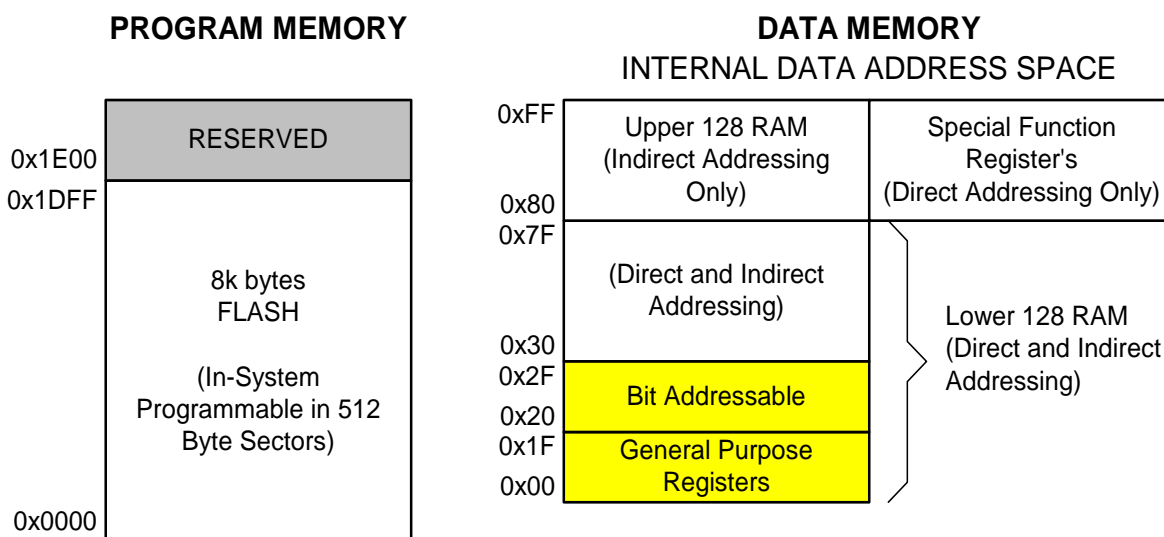 PROGRAM MEMORY
RESERVED
0x1E00
0x1DFF
8k bytes
FLASH
(In-System
Programmable in 512
Byte Sectors)
0x0000
DATA MEMORY
INTERNAL DATA ADDRESS SPACE
0xFF
Upper 128 RAM
(Indirect Addressing
Only)
0x80
Special Function
Register's
(Direct Addressing Only)
0x7F
(Direct and Indirect
Addressing)
0x30
0x2F
Bit Addressable
0x20
0x1F
General Purpose
Registers
0x00
Lower 128 RAM
(Direct and Indirect
Addressing)